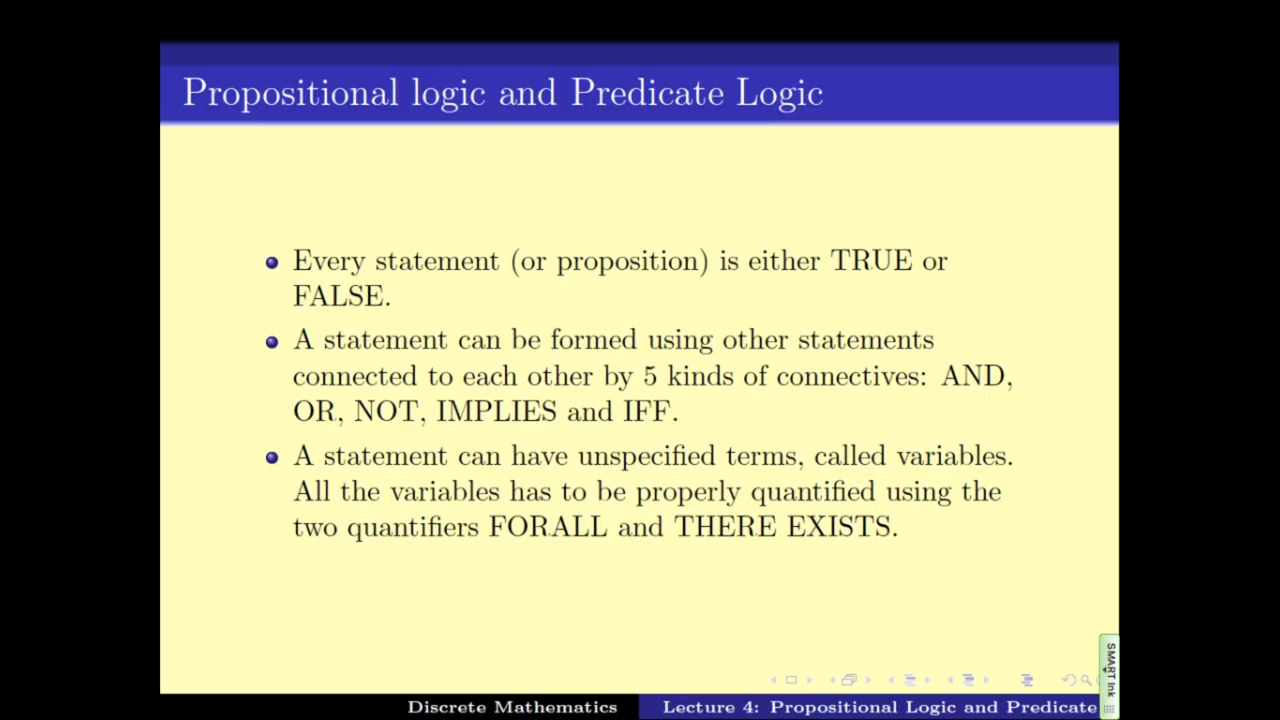 Propositional logic and Predicate Logic
Every statement (or proposition) is either TRUE or
FALSE.
A statement can be formed using other statements
connected to each other by 5 kinds of connectives: AND,
OR, NOT, IMPLIES and IFF.
A statement can have unspecified terms, called variables.
All the variables has to be properly quantified using the
two quantifiers FORALL and THERE EXISTS.
SMART Ink
Discrete Mathematics
Lecture 4: Propositional Logic and Predicate